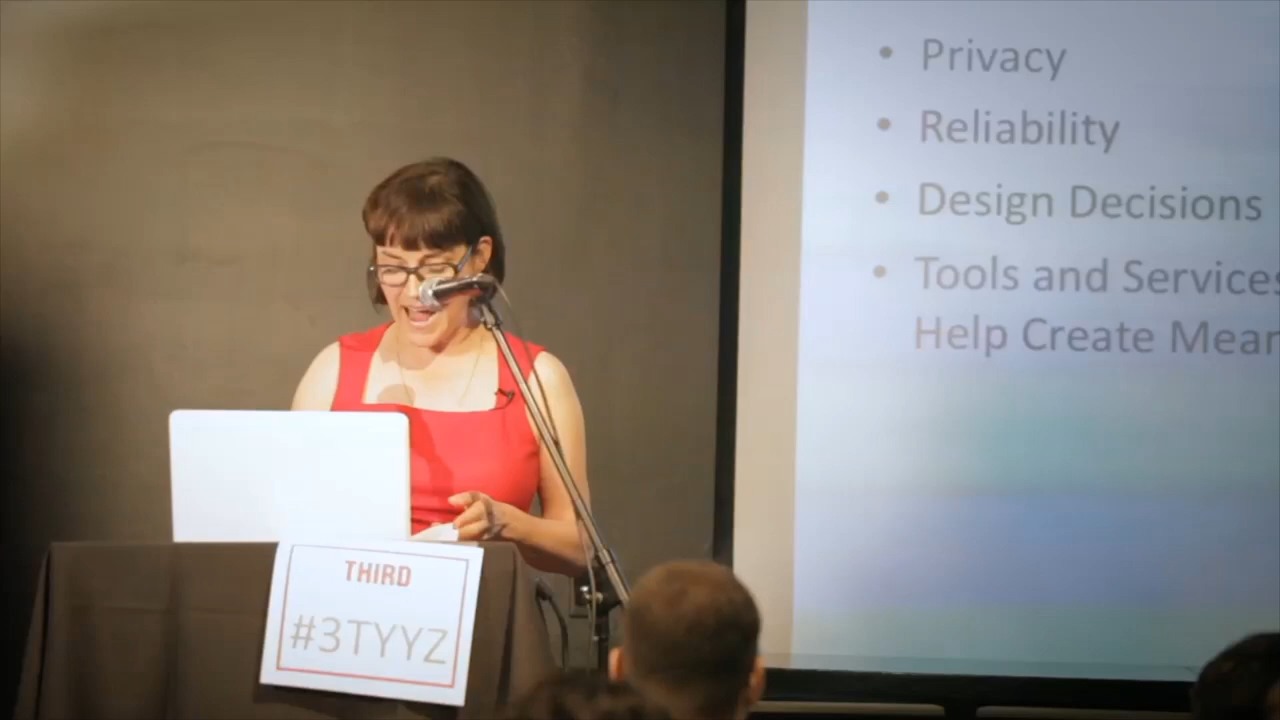 • Privacy
• Reliability
• Design Decisions
• Tools and Services
Help Create Mean
THIRD
#3TYYZ